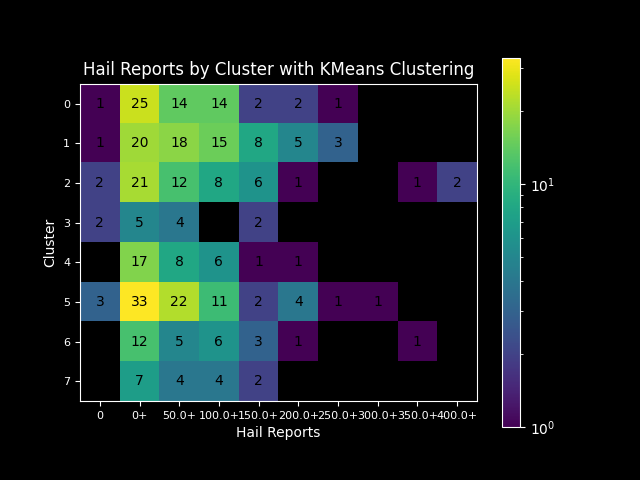 Hail Reports by Cluster with KMeans Clustering
0 1 25 14 14 2 2 1
1 1 20 18 15 8 5 3
2 2 21 12 8 6 1 1 2
3 2 5 4 2
4 17 8 6 1 1
5 3 33 22 11 2 4 1 1
6 12 5 6 3 1 1
7 7 4 4 2
0 0+ 50.0+ 100.0+ 150.0+ 200.0+ 250.0+ 300.0+ 350.0+ 400.0+
Hail Reports
Cluster
10¹
10⁰